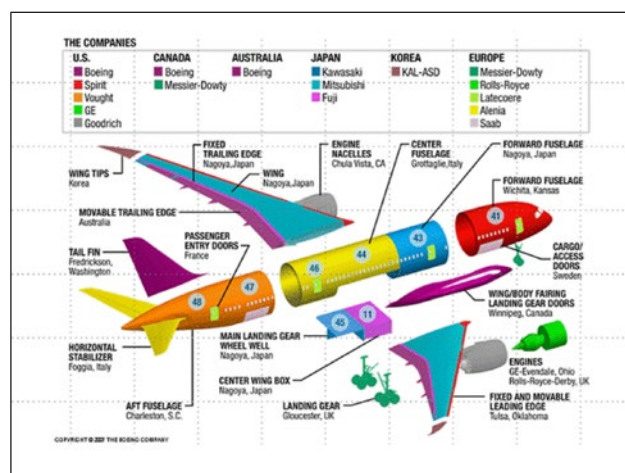 THE COMPANIES
U.S.
Boeing
Spirit
Vought
GE
Goodrich
CANADA
Boeing
Messier-Dowty
AUSTRALIA
Boeing
JAPAN
Kawasaki
Mitsubishi
Fuji
KOREA
KAL-ASD
EUROPE
Messier-Dowty
Rolls-Royce
Latecoere
Alenia
Saab
WING TIPS
Korea
FIXED
TRAILING EDGE
Nagoya,Japan
WING
Nagoya,Japan
ENGINE
NACELLES
Chula Vista, CA
CENTER
FUSELAGE
Grottaglie,Italy
FORWARD FUSELAGE
Nagoya, Japan
FORWARD FUSELAGE
Wichita, Kansas
MOVABLE TRAILING EDGE
Australia
PASSENGER
ENTRY DOORS
France
TAIL FIN
Fredrickson,
Washington
41
43
44
46
47
48
45
11
CARGO/
ACCESS
DOORS
Sweden
WING/BODY FAIRING
LANDING GEAR DOORS
Winnipeg, Canada
MAIN LANDING GEAR
WHEEL WELL
Nagoya, Japan
HORIZONTAL
STABILIZER
Foggia, Italy
CENTER WING BOX
Nagoya, Japan
ENGINES
GE-Evendale, Ohio
Rolls-Royce-Derby, UK
AFT FUSELAGE
Charleston, S.C.
LANDING GEAR
Gloucester, UK
FIXED AND MOVABLE
LEADING EDGE
Tulsa, Oklahoma
THE BOEING COMPANY